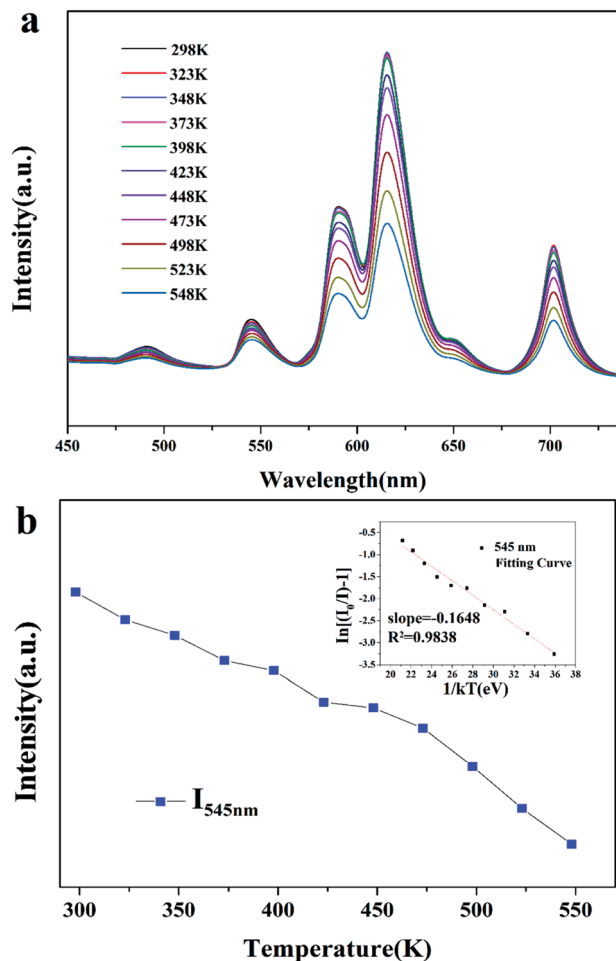 a
298K
323K
348K
373K
398K
423K
448K
473K
498K
523K
548K
Intensity(a.u.)
450 500 550 600 650 700
Wavelength(nm)
b
-0.5
-1.0
-1.5
-2.0
-2.5
-3.0
-3.5
In[(I0/I)-1]
545 nm
Fitting Curve
slope=-0.1648
R²=0.9838
20 22 24 26 28 30 32 34 36 38
1/kT(eV)
Intensity(a.u.)
I545nm
300 350 400 450 500 550
Temperature(K)